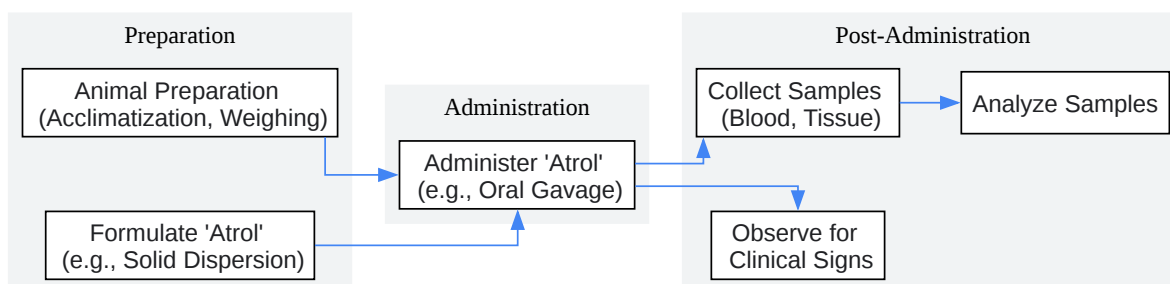 Preparation
Animal Preparation
(Acclimatization, Weighing)
Formulate 'Atrol'
(e.g., Solid Dispersion)
Administration
Administer 'Atrol'
(e.g., Oral Gavage)
Post-Administration
Collect Samples
(Blood, Tissue)
Analyze Samples
Observe for
Clinical Signs